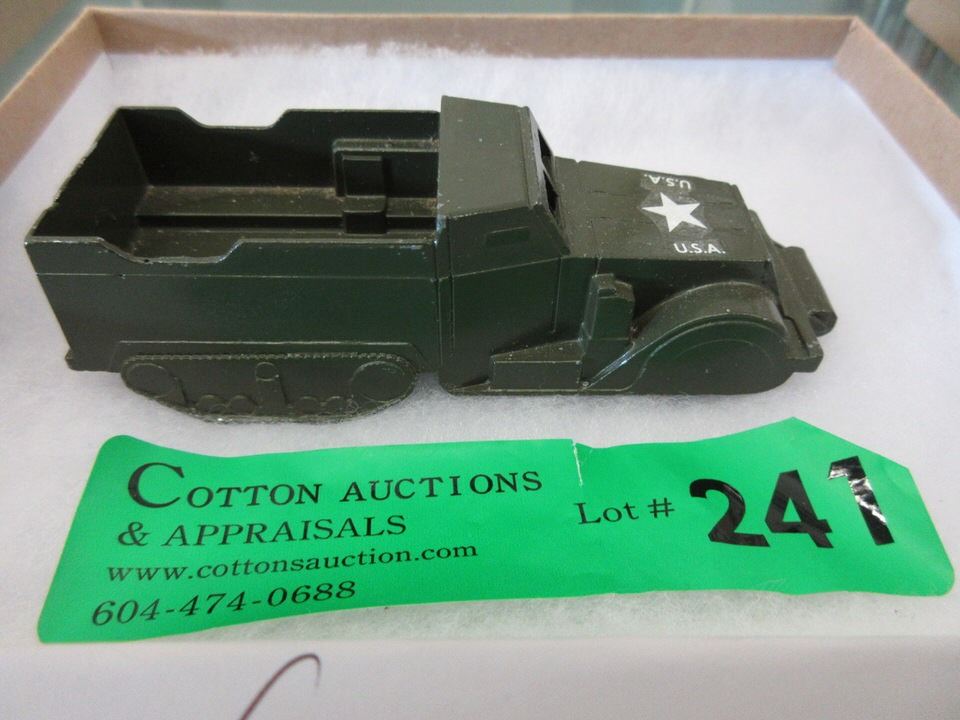 U.S.A.
U.S.A.
COTTON AUCTIONS
& APPRAISALS
www.cottonsauction.com
604-474-0688
Lot # 241